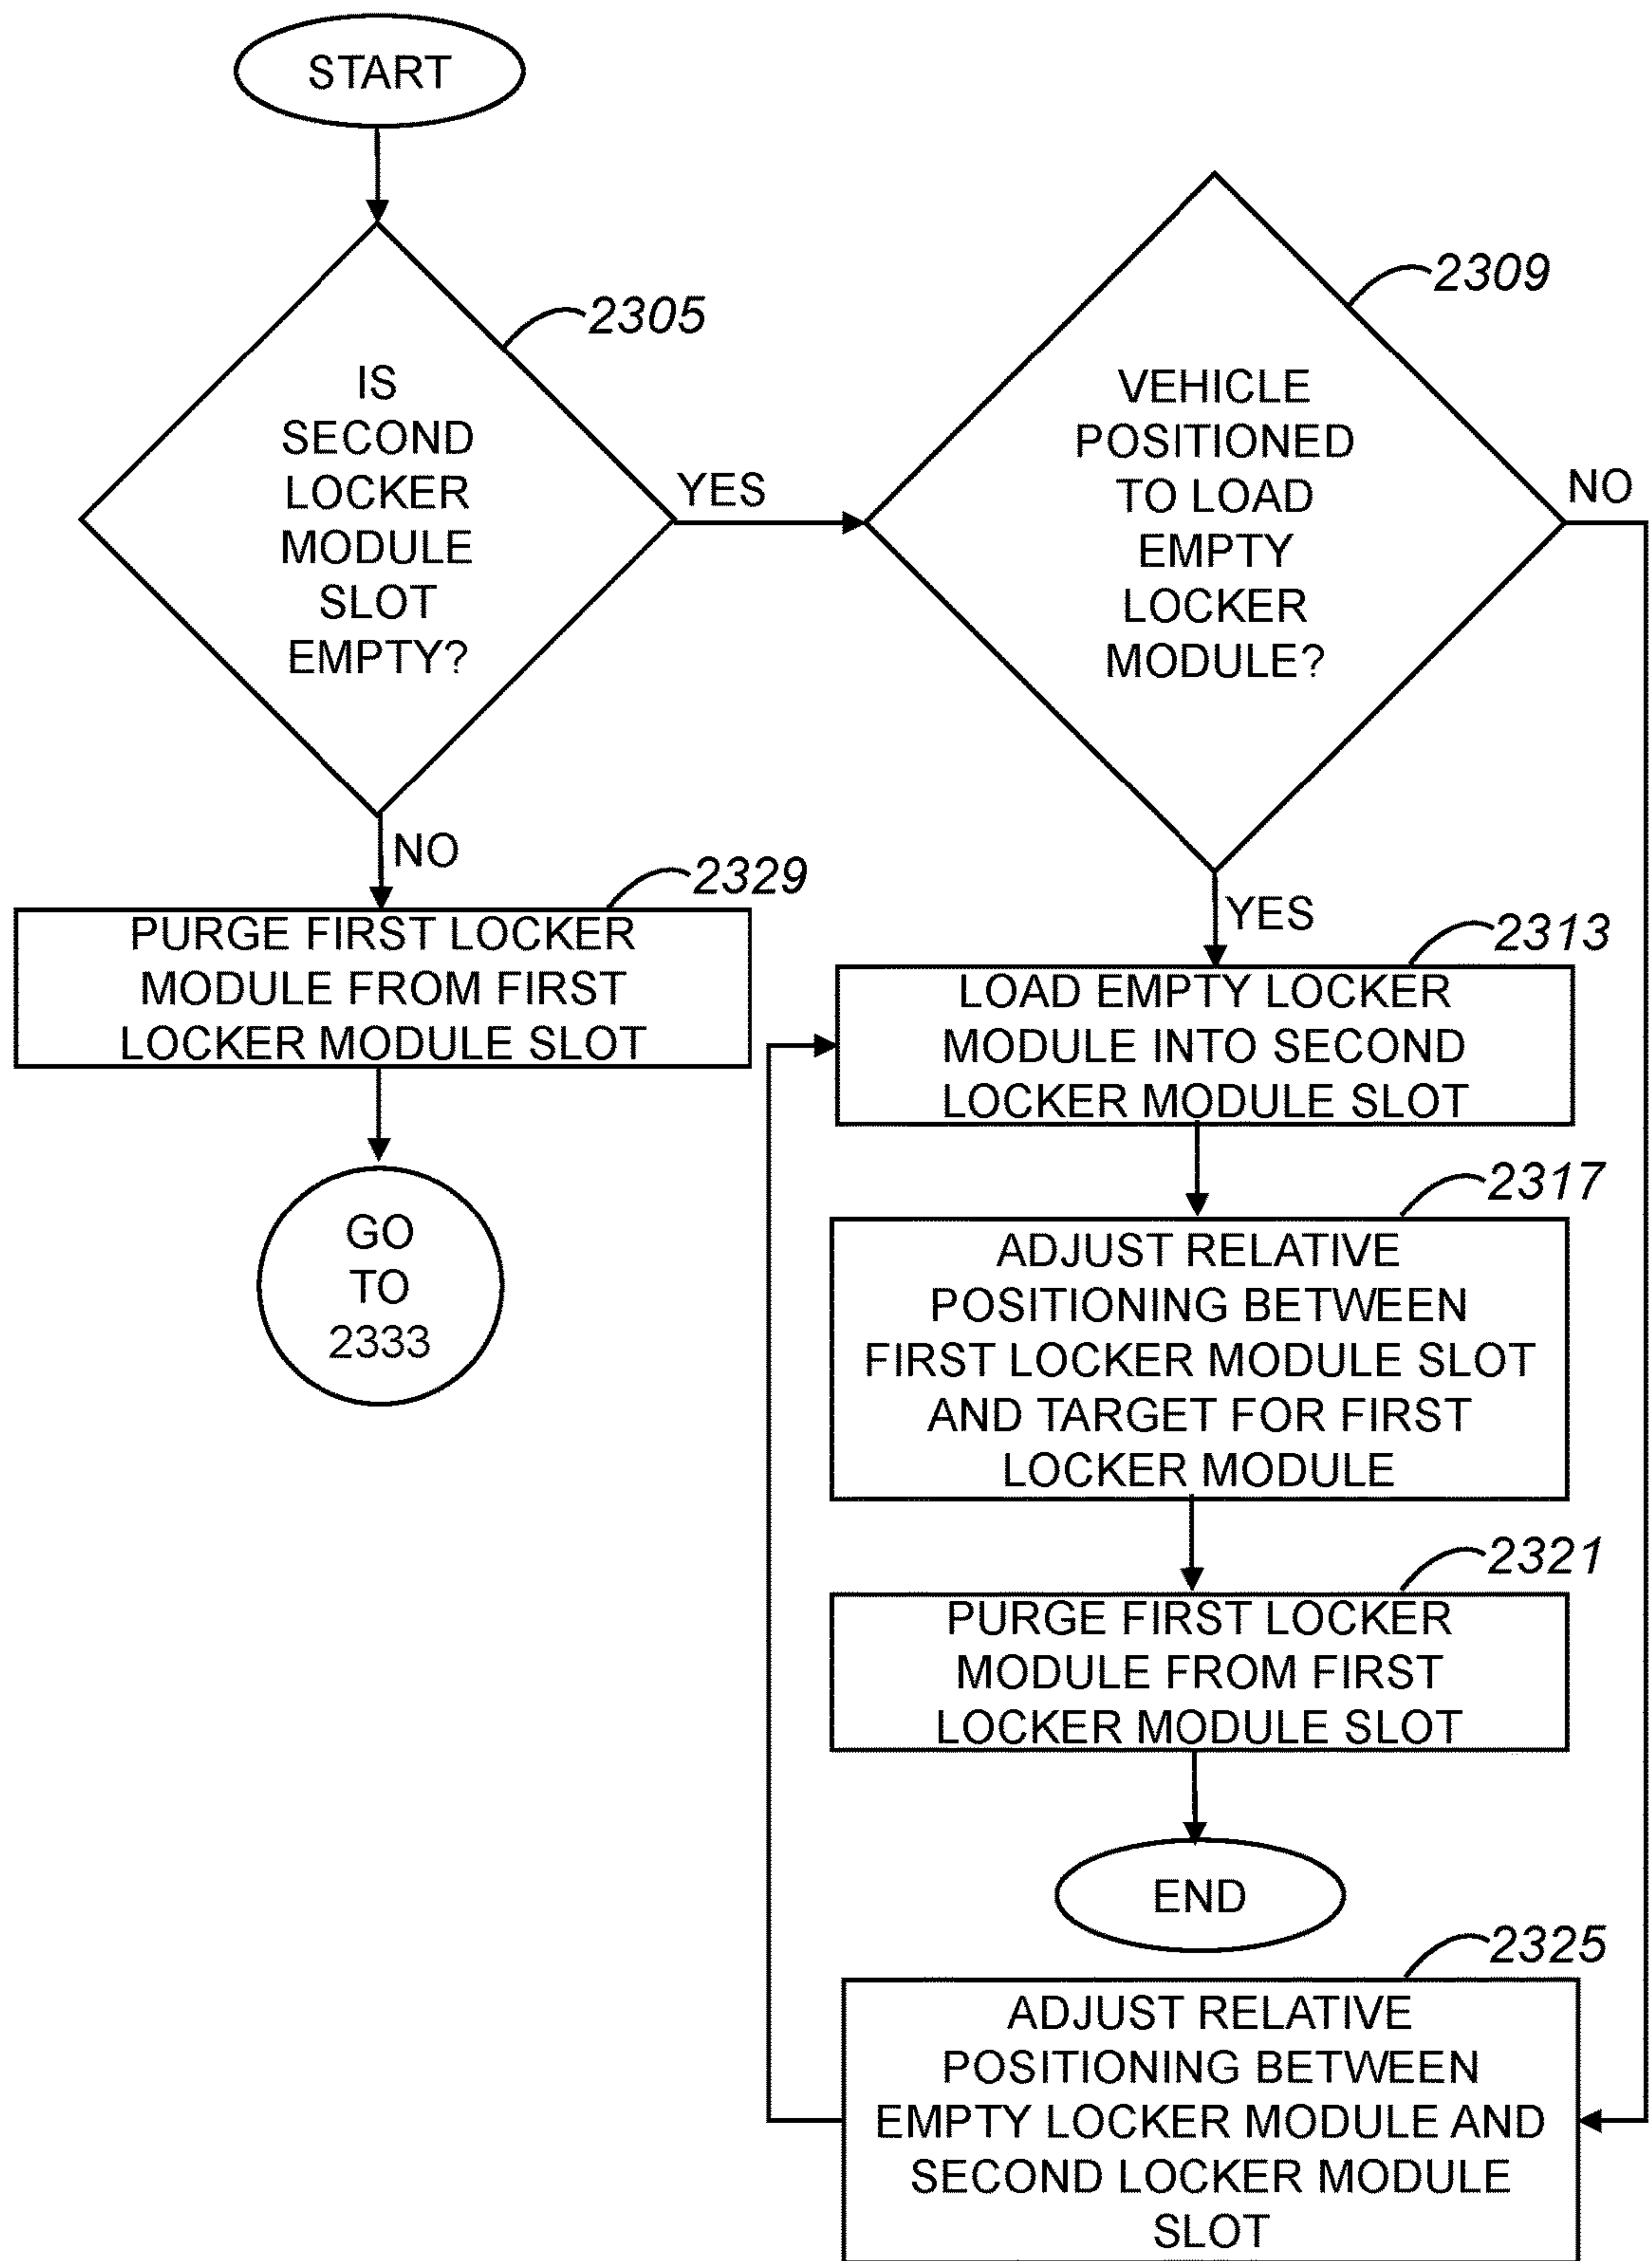 START
2305
IS
SECOND
LOCKER
MODULE
SLOT
EMPTY?
YES
NO
2309
VEHICLE
POSITIONED
TO LOAD
EMPTY
LOCKER
MODULE?
NO
YES
2329
PURGE FIRST LOCKER
MODULE FROM FIRST
LOCKER MODULE SLOT
GO
TO
2333
2313
LOAD EMPTY LOCKER
MODULE INTO SECOND
LOCKER MODULE SLOT
2317
ADJUST RELATIVE
POSITIONING BETWEEN
FIRST LOCKER MODULE SLOT
AND TARGET FOR FIRST
LOCKER MODULE
2321
PURGE FIRST LOCKER
MODULE FROM FIRST
LOCKER MODULE SLOT
END
2325
ADJUST RELATIVE
POSITIONING BETWEEN
EMPTY LOCKER MODULE AND
SECOND LOCKER MODULE
SLOT